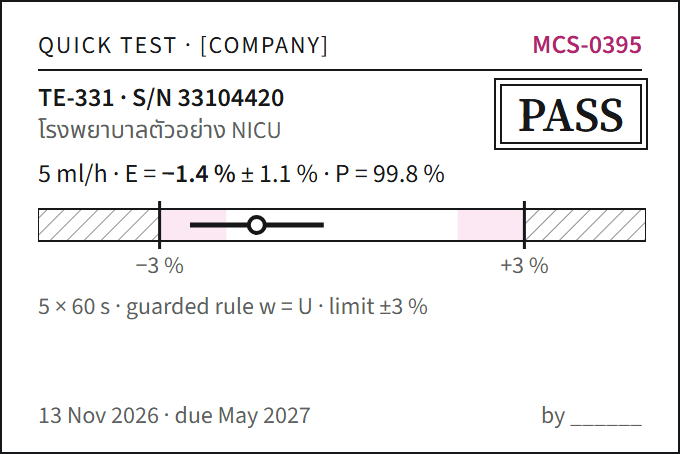 QUICK TEST · [COMPANY]
MCS-0395
TE-331 · S/N 33104420
PASS
โรงพยาบาลตัวอย่าง NICU
5 ml/h · E = −1.4 % ± 1.1 % · P = 99.8 %
−3 %
+3 %
5 × 60 s · guarded rule w = U · limit ±3 %
13 Nov 2026 · due May 2027
by ______